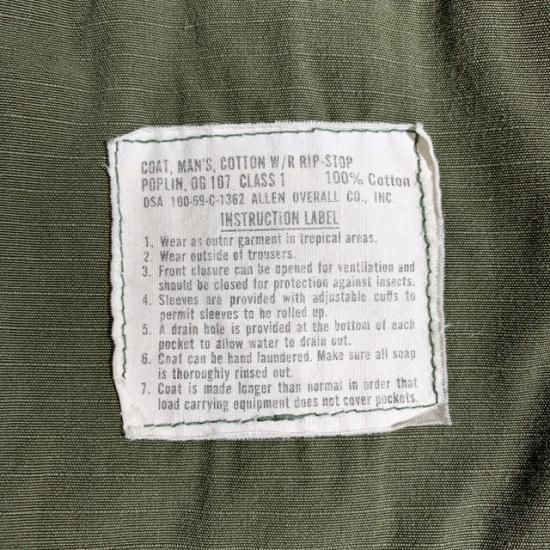 COAT, MAN'S, COTTON W/R RIP-STOP
POPLIN, OG 107 CLASS 1 100% Cotton
DSA 100-69-C-1362 ALLEN OVERALL CO., INC.
INSTRUCTION LABEL
1. Wear as outer garment in tropical areas.
2. Wear outside of trousers.
3. Front closure can be opened for ventilation and
should be closed for protection against insects.
4. Sleeves are provided with adjustable cuffs to
permit sleeves to be rolled up.
5. A drain hole is provided at the bottom of each
pocket to allow water to drain out.
6. Coat can be hand laundered. Make sure all soap
is thoroughly rinsed out.
7. Coat is made longer than normal in order that
load carrying equipment does not cover pockets.